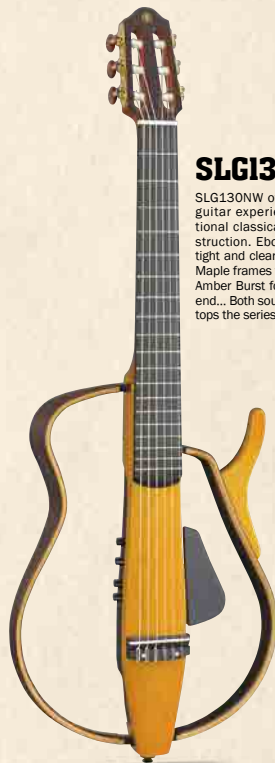 SLG13
SLG130NW o
guitar experie
tional classica
struction. Ebo
tight and clear
Maple frames
Amber Burst fo
end... Both sou
tops the series